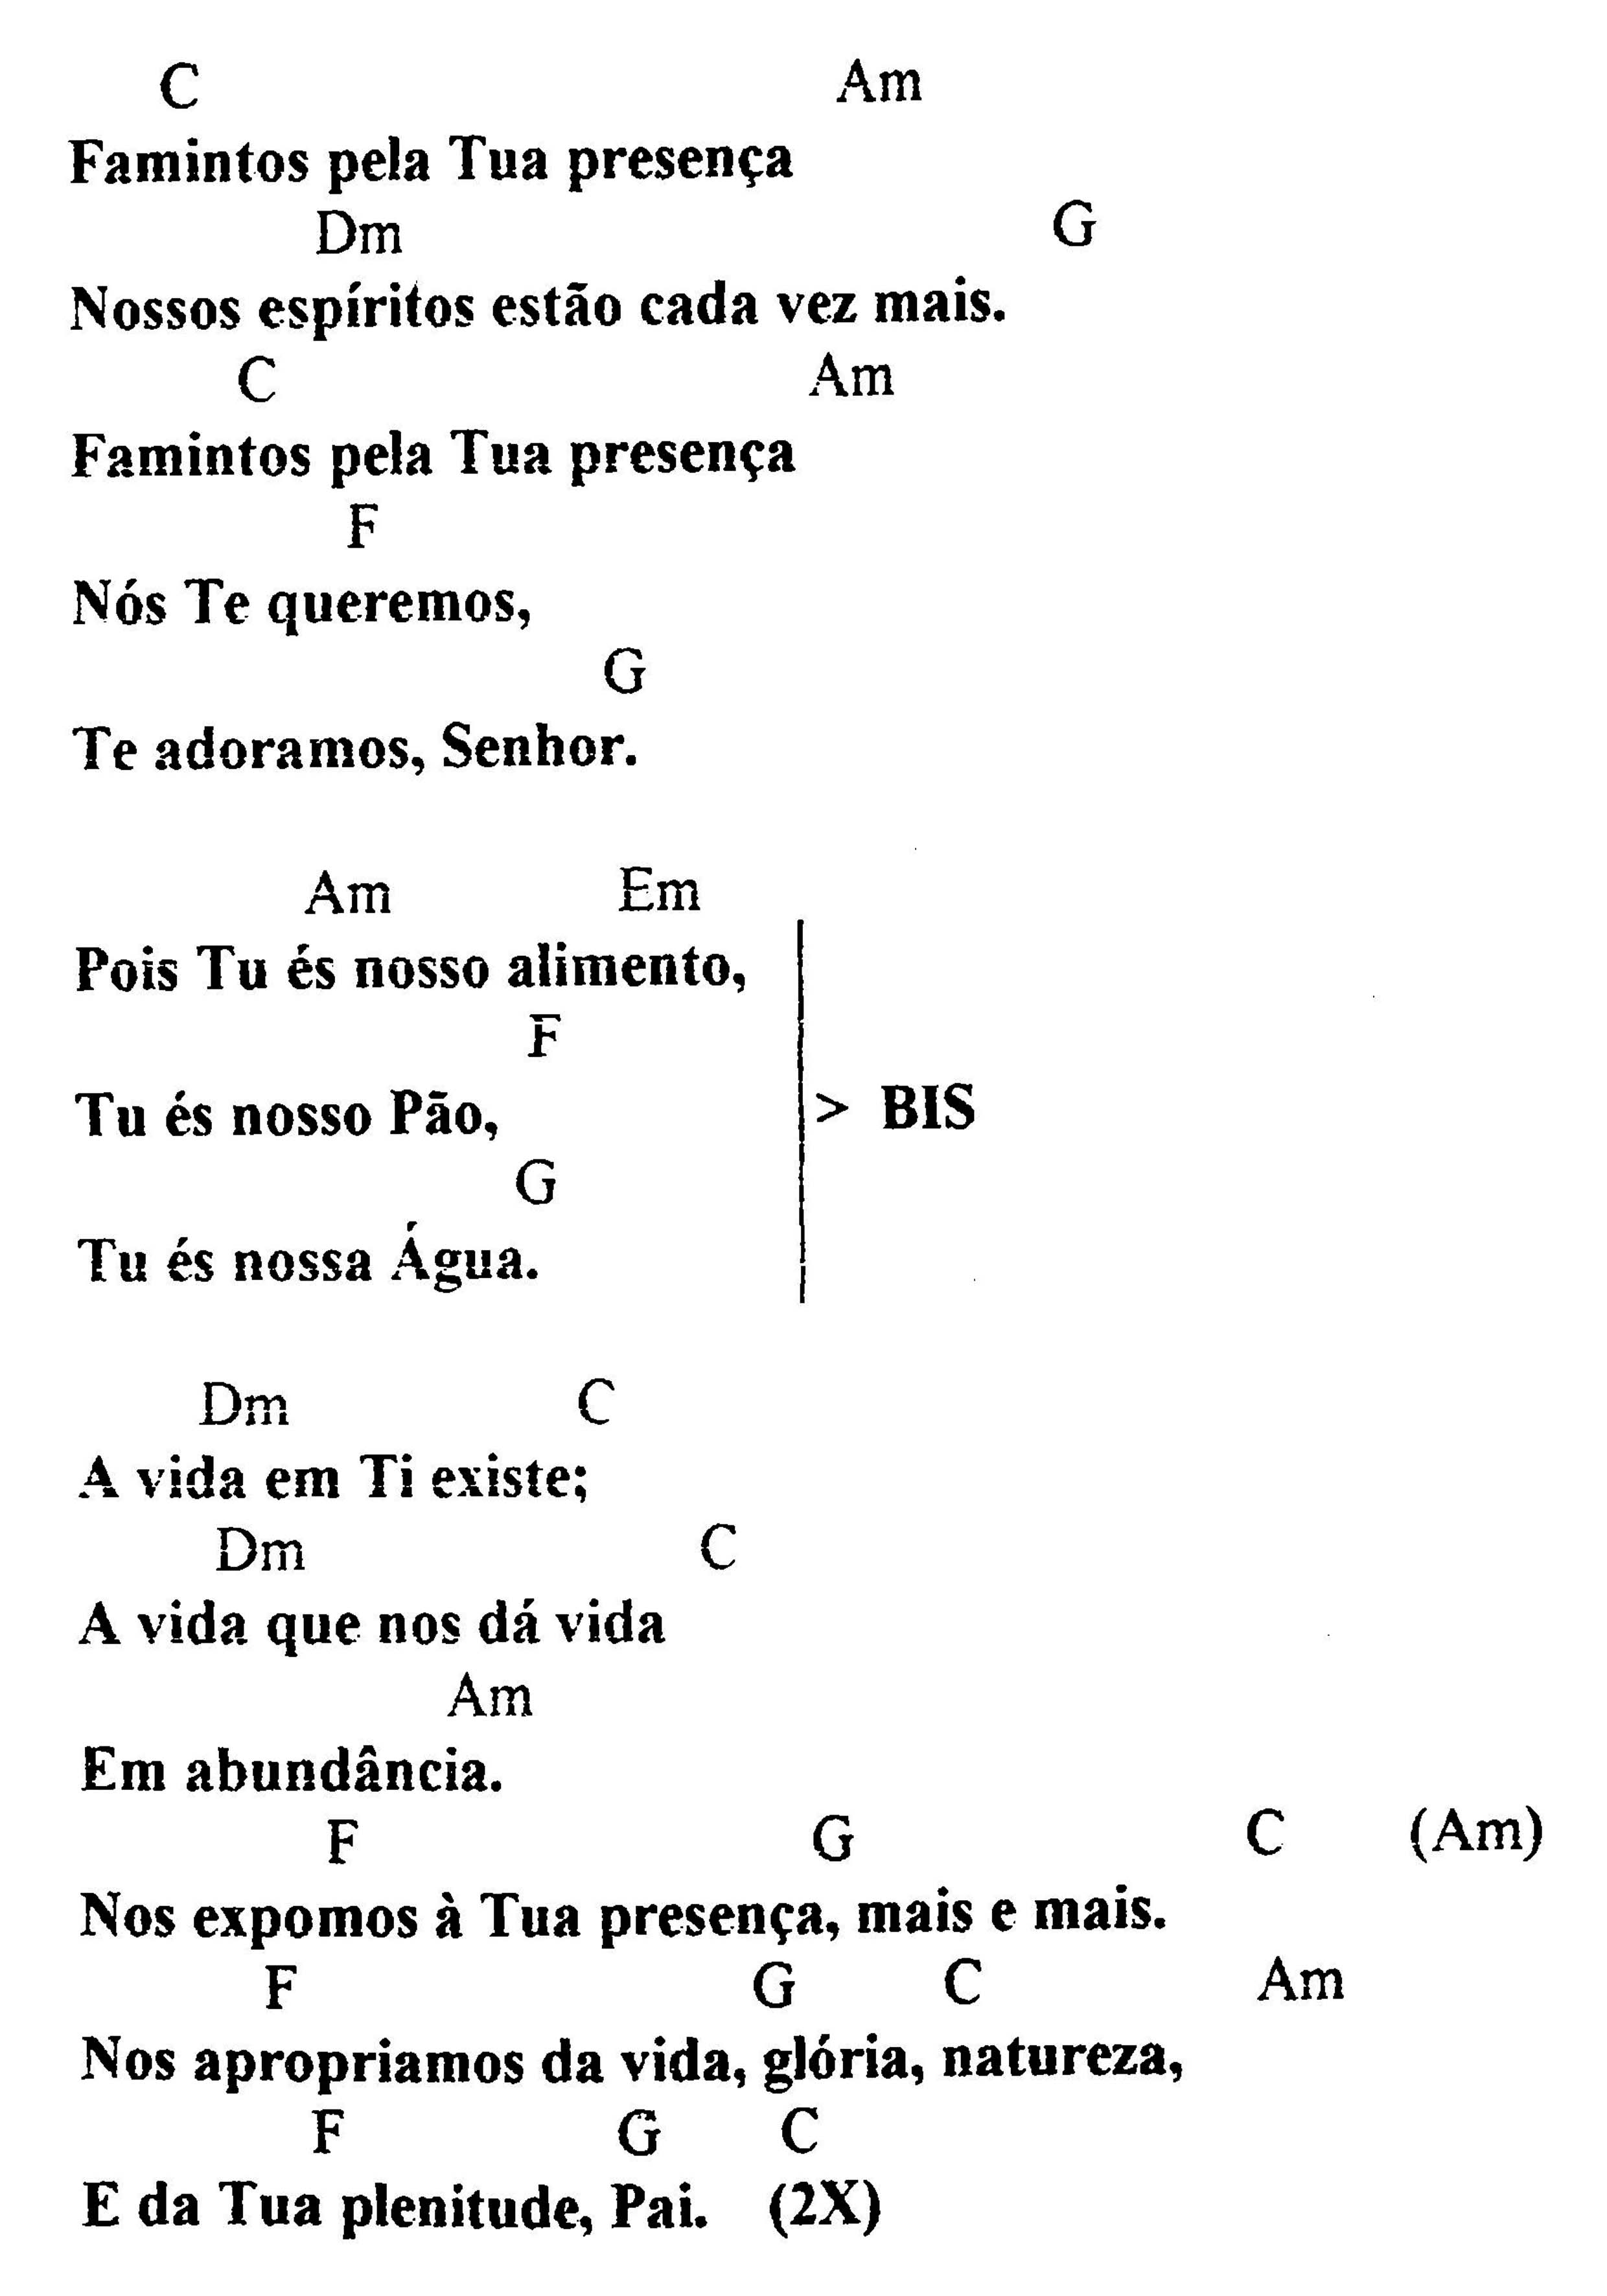 C Am
Famintos pela Tua presença
Dm G
Nossos espíritos estão cada vez mais.
C Am
Famintos pela Tua presença
F
Nós Te queremos,
G
Te adoramos, Senhor.
Am Em
Pois Tu és nosso alimento,
F
Tu és nosso Pão,
> BIS
G
Tu és nossa Água.
Dm C
A vida em Ti existe;
Dm C
A vida que nos dá vida
Am
Em abundância.
F G C (Am)
Nos expomos à Tua presença, mais e mais.
F G C Am
Nos apropriamos da vida, glória, natureza,
F G C
E da Tua plenitude, Pai. (2X)